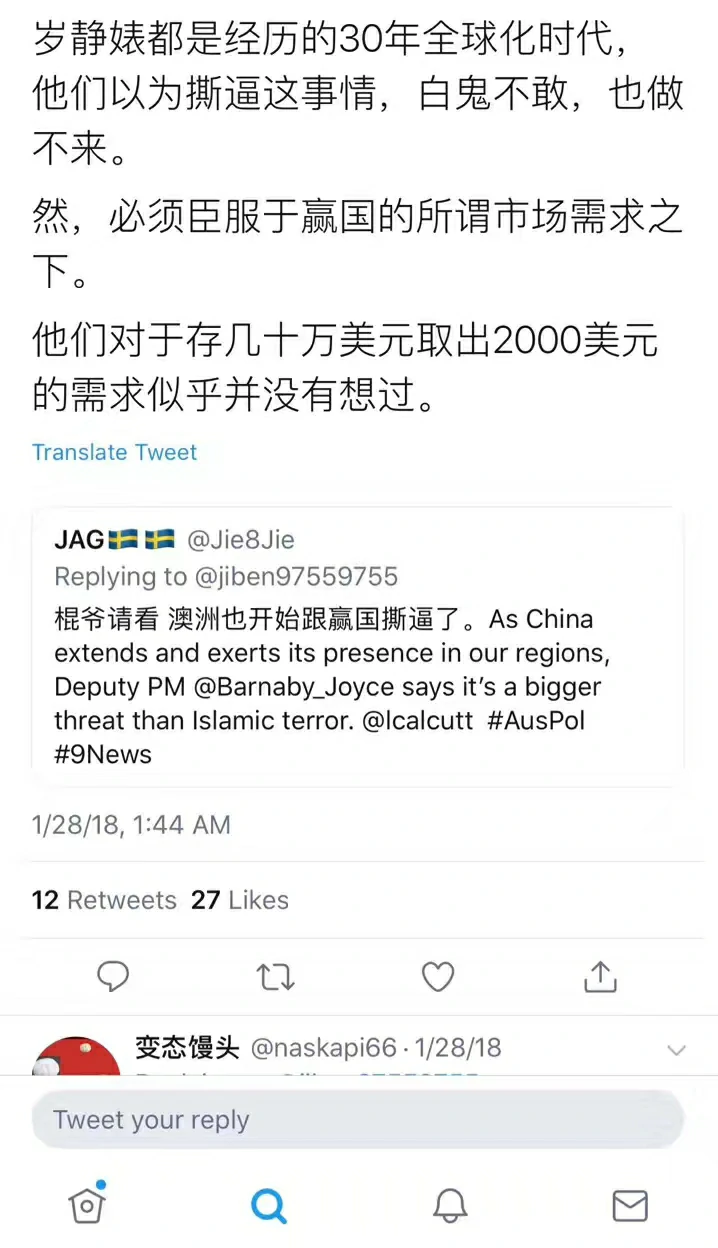 岁静婊都是经历的30年全球化时代，
他们以为撕逼这事情，白鬼不敢，也做
不来。
然，必须臣服于赢国的所谓市场需求之
下。
他们对于存几十万美元取出2000美元
的需求似乎并没有想过。
Translate Tweet
JAG🇸🇪🇸🇪 @Jie8Jie
Replying to @jiben97559755
棍爷请看 澳洲也开始跟赢国撕逼了。As China
extends and exerts its presence in our regions,
Deputy PM @Barnaby_Joyce says it’s a bigger
threat than Islamic terror. @lcalcutt #AusPol
#9News
1/28/18, 1:44 AM
12 Retweets 27 Likes
变态馒头 @naskapi66 · 1/28/18
Tweet your reply